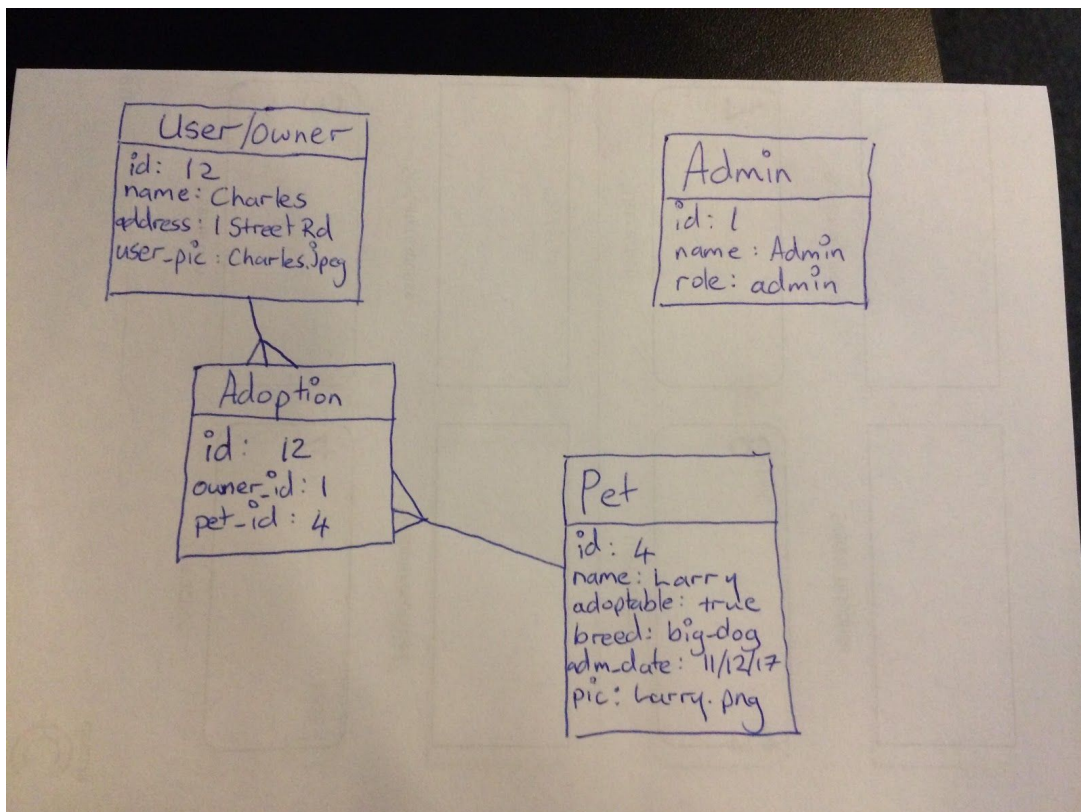 User/owner
id: 12
name: Charles
address: 1 Street Rd
user_pic: Charles.jpeg
Admin
id: 1
name: Admin
role: admin
Adoption
id: 12
owner_id: 1
pet_id: 4
Pet
id: 4
name: Larry
adoptable: true
breed: big-dog
adm_date: 11/12/17
pic: Larry.png